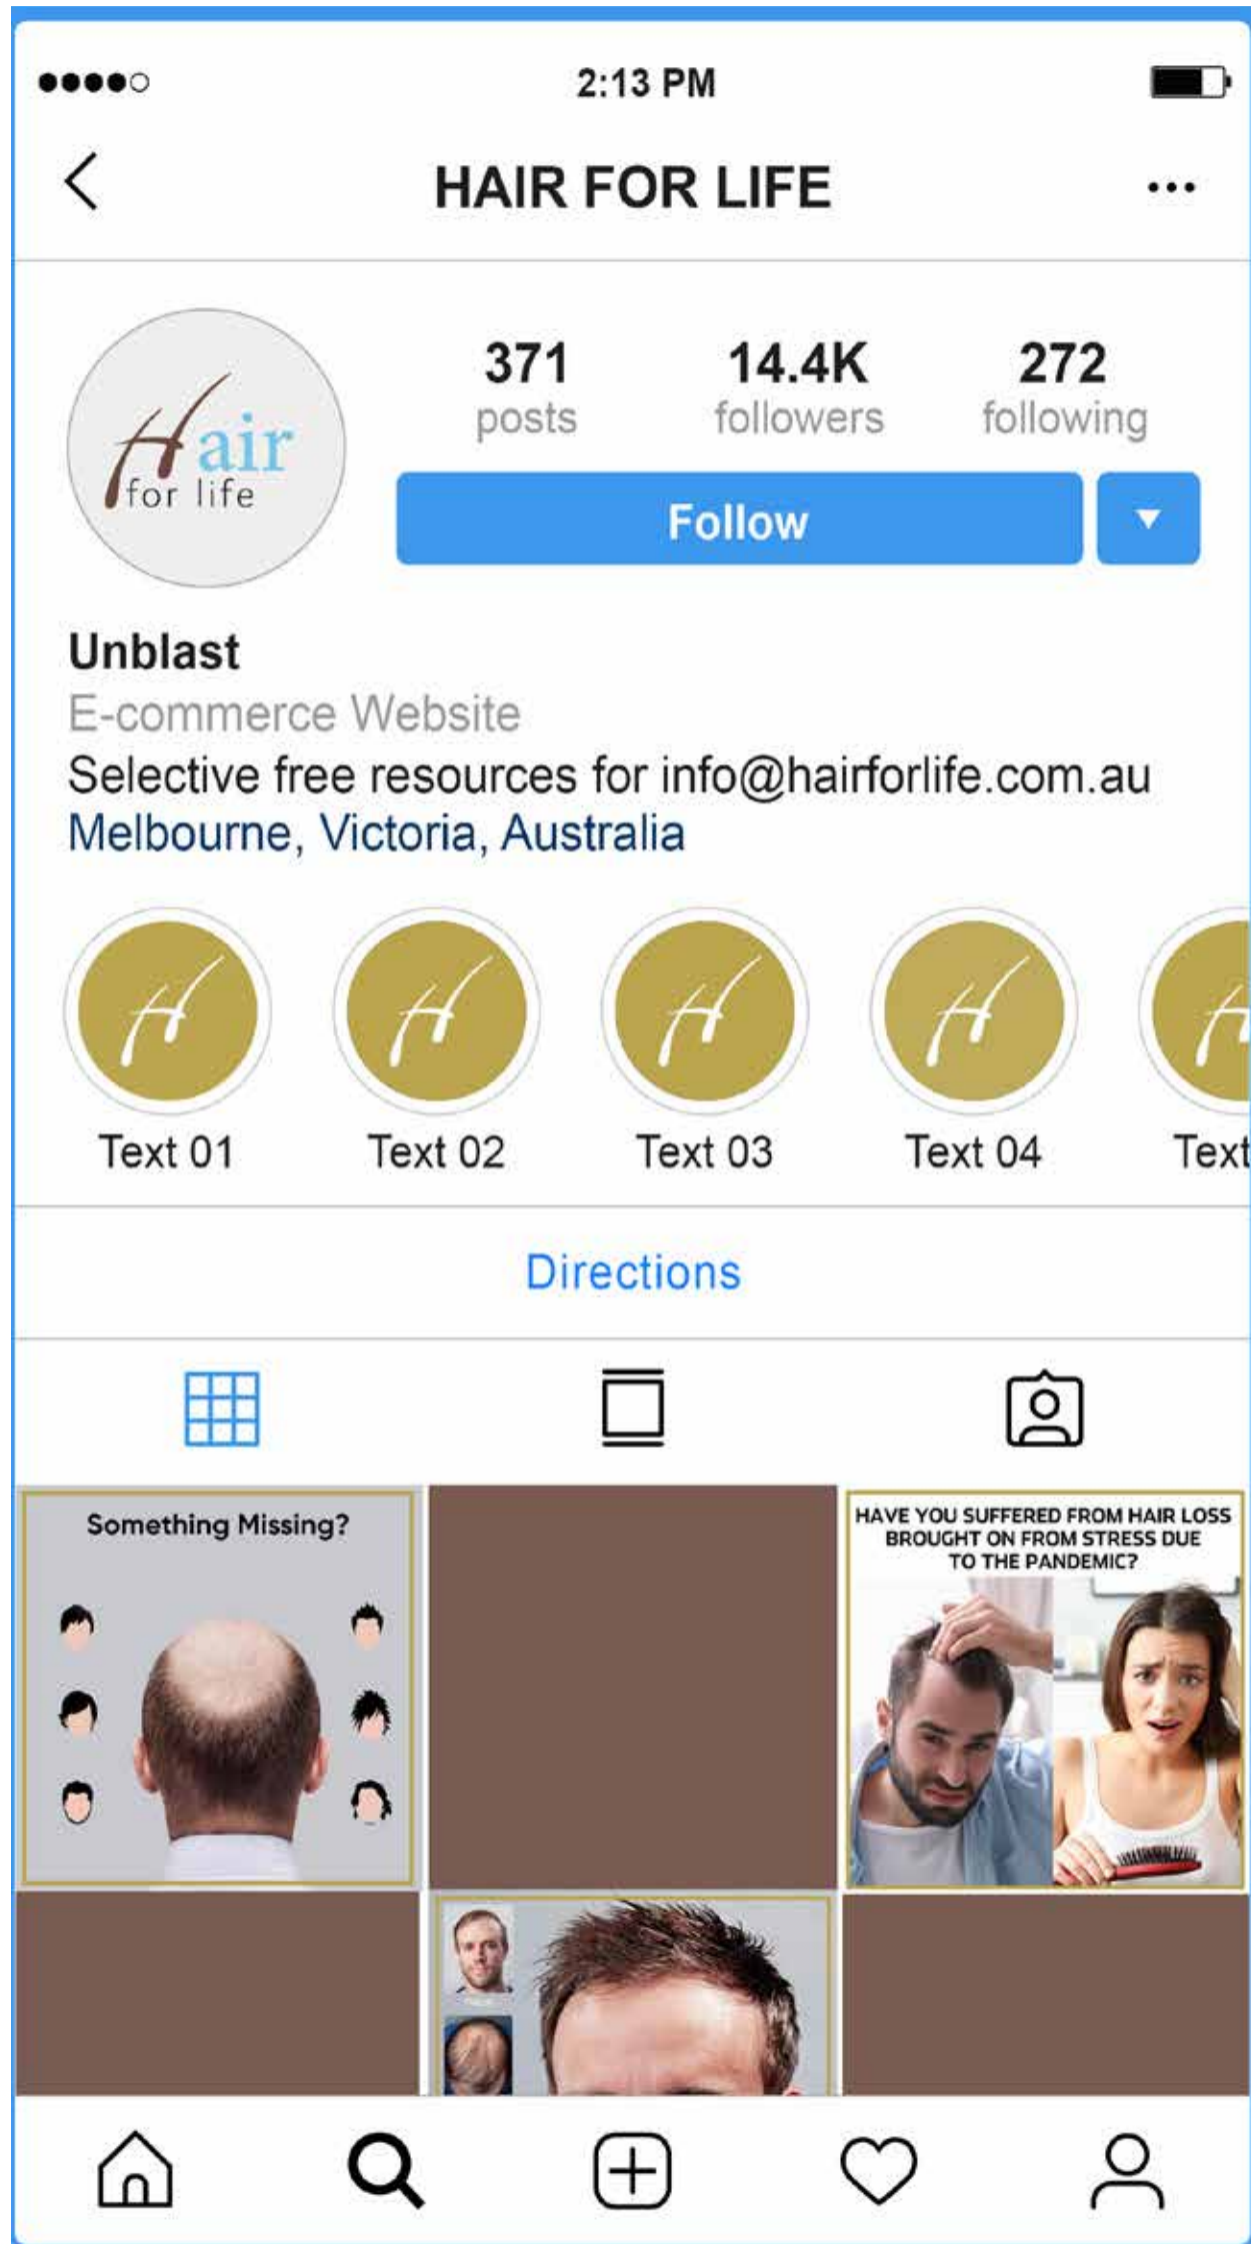 2:13 PM
HAIR FOR LIFE
371 14.4K 272
posts followers following
Hair
for life
Follow
Unblast
E-commerce Website
Selective free resources for info@hairforlife.com.au
Melbourne, Victoria, Australia
H H H H H
Text 01 Text 02 Text 03 Text 04 Text
Directions
Something Missing?
HAVE YOU SUFFERED FROM HAIR LOSS
BROUGHT ON FROM STRESS DUE
TO THE PANDEMIC?